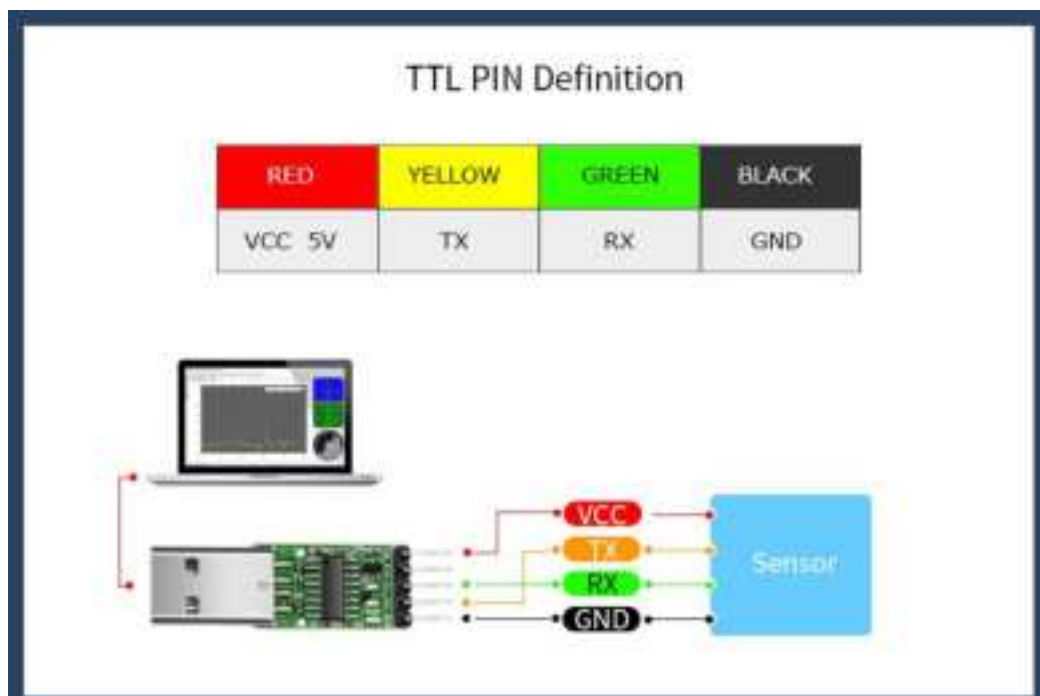 TTL PIN Definition
RED YELLOW GREEN BLACK
VCC 5V TX RX GND
VCC
TX
RX
GND
Sensor